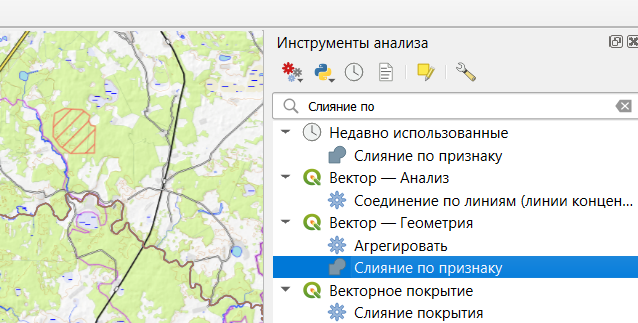 Инструменты анализа
Слияние по
Недавно использованные
Слияние по признаку
Вектор — Анализ
Соединение по линиям (линии концен...
Вектор — Геометрия
Агрегировать
Слияние по признаку
Векторное покрытие
Слияние покрытия